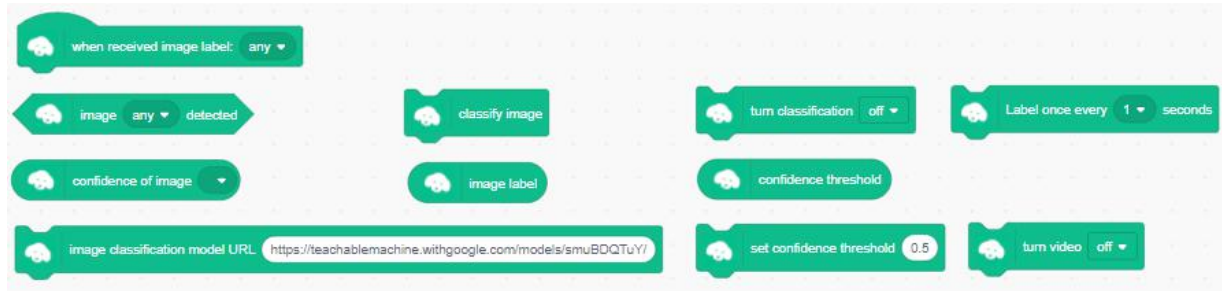 when received image label: any
image any detected
classify image
turn classification off
Label once every 1 seconds
confidence of image
image label
confidence threshold
image classification model URL https://teachablemachine.withgoogle.com/models/smuBDQTuY/
set confidence threshold 0.5
turn video off